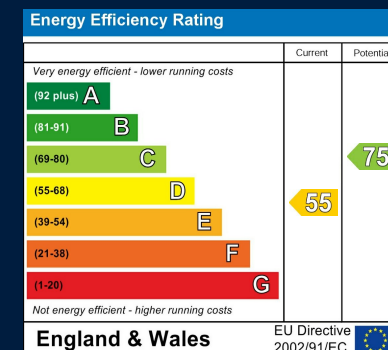 Energy Efficiency Rating
Current
Potentia
Very energy efficient - lower running costs
(92 plus) A
(81-91) B
(69-80) C
75
(55-68) D
55
(39-54) E
(21-38) F
(1-20) G
Not energy efficient - higher running costs
England & Wales
EU Directive
2002/91/EC